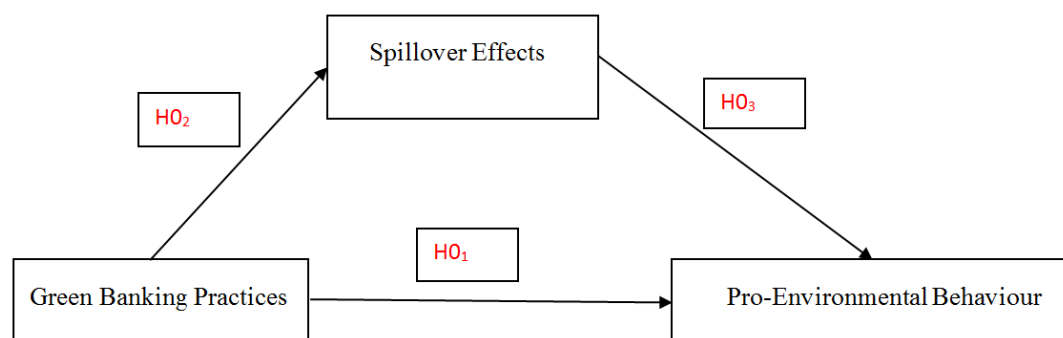 Spillover Effects
H0₂
H0₃
H0₁
Green Banking Practices
Pro-Environmental Behaviour